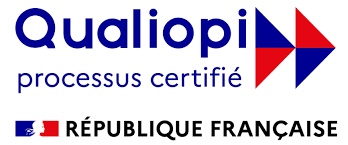 Qualiopi
processus certifié
RÉPUBLIQUE FRANÇAISE